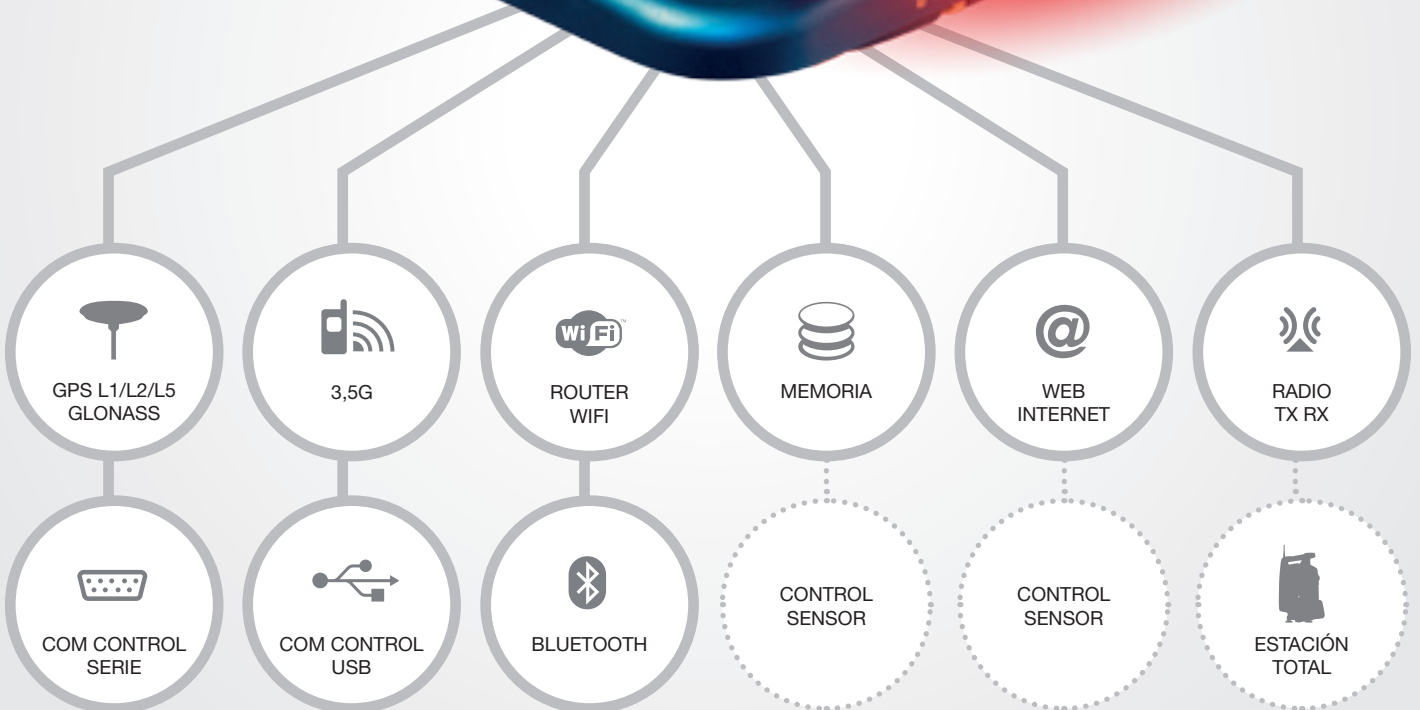 WiFi™
GPS L1/L2/L5
GLONASS
3,5G
ROUTER
WIFI
MEMORIA
@
WEB
INTERNET
RADIO
TX RX
COM CONTROL
SERIE
COM CONTROL
USB
BLUETOOTH
CONTROL
SENSOR
CONTROL
SENSOR
ESTACIÓN
TOTAL